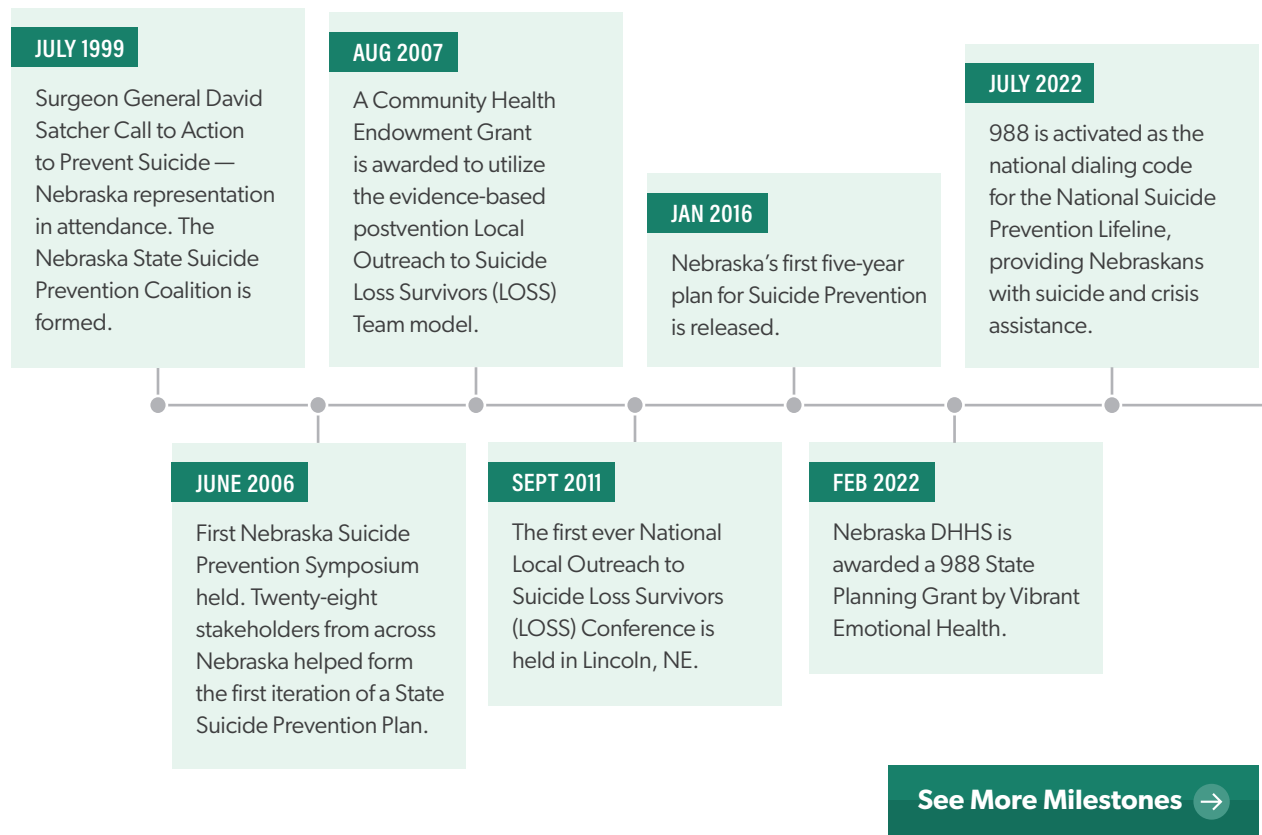 JULY 1999
Surgeon General David
Satcher Call to Action
to Prevent Suicide —
Nebraska representation
in attendance. The
Nebraska State Suicide
Prevention Coalition is
formed.
JUNE 2006
First Nebraska Suicide
Prevention Symposium
held. Twenty-eight
stakeholders from across
Nebraska helped form
the first iteration of a State
Suicide Prevention Plan.
AUG 2007
A Community Health
Endowment Grant
is awarded to utilize
the evidence-based
postvention Local
Outreach to Suicide
Loss Survivors (LOSS)
Team model.
SEPT 2011
The first ever National
Local Outreach to
Suicide Loss Survivors
(LOSS) Conference is
held in Lincoln, NE.
JAN 2016
Nebraska’s first five-year
plan for Suicide Prevention
is released.
FEB 2022
Nebraska DHHS is
awarded a 988 State
Planning Grant by Vibrant
Emotional Health.
JULY 2022
988 is activated as the
national dialing code
for the National Suicide
Prevention Lifeline,
providing Nebraskans
with suicide and crisis
assistance.
See More Milestones